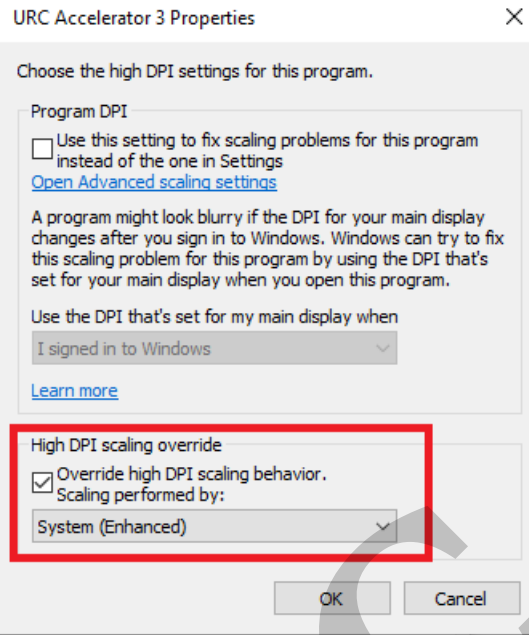 URC Accelerator 3 Properties
Choose the high DPI settings for this program.
Program DPI
Use this setting to fix scaling problems for this program
instead of the one in Settings
Open Advanced scaling settings
A program might look blurry if the DPI for your main display
changes after you sign in to Windows. Windows can try to fix
this scaling problem for this program by using the DPI that's
set for your main display when you open this program.
Use the DPI that's set for my main display when
I signed in to Windows
Learn more
High DPI scaling override
Override high DPI scaling behavior.
Scaling performed by:
System (Enhanced)
OK
Cancel